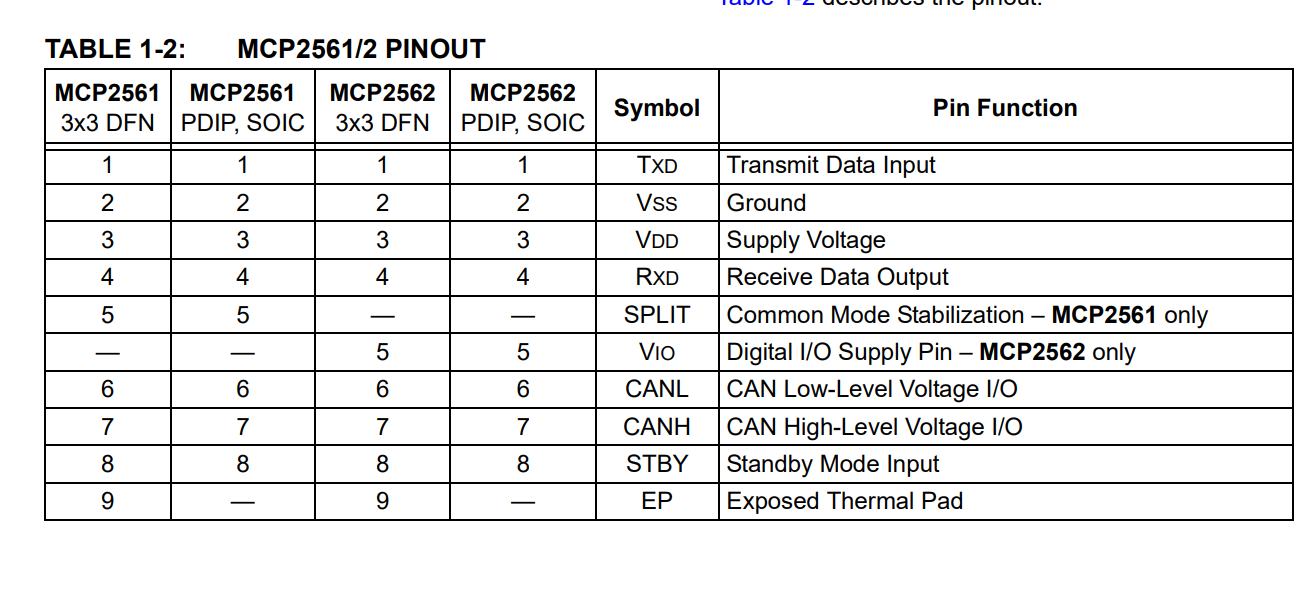 Table 1-2 describes the pinout.
TABLE 1-2: MCP2561/2 PINOUT
MCP2561 3x3 DFN MCP2561 PDIP, SOIC MCP2562 3x3 DFN MCP2562 PDIP, SOIC Symbol Pin Function
1 1 1 1 TXD Transmit Data Input
2 2 2 2 VSS Ground
3 3 3 3 VDD Supply Voltage
4 4 4 4 RXD Receive Data Output
5 5 — — SPLIT Common Mode Stabilization – MCP2561 only
— — 5 5 VIO Digital I/O Supply Pin – MCP2562 only
6 6 6 6 CANL CAN Low-Level Voltage I/O
7 7 7 7 CANH CAN High-Level Voltage I/O
8 8 8 8 STBY Standby Mode Input
9 — 9 — EP Exposed Thermal Pad